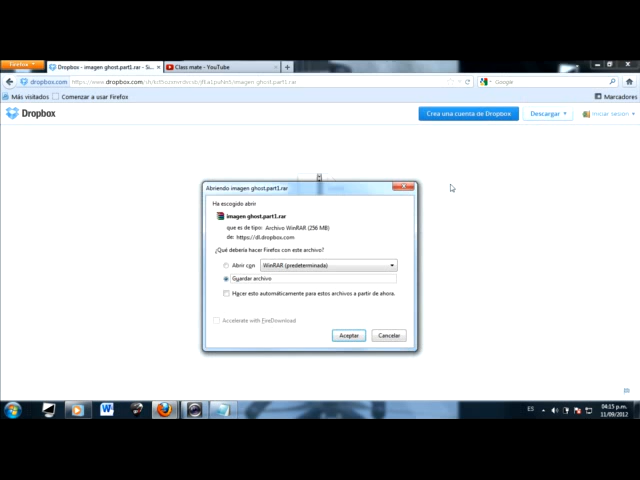 Firefox
Dropbox - imagen ghost.part1.rar - Si...
Class mate - YouTube
dropbox.com
Google
Más visitados
Comenzar a usar Firefox
Marcadores
Dropbox
Crea una cuenta de Dropbox
Descargar
Iniciar sesión
Abriendo imagen ghost.part1.rar
Ha escogido abrir
imagen ghost.part1.rar
que es de tipo: Archivo WinRAR (256 MB)
de: https://dl.dropbox.com
¿Qué debería hacer Firefox con este archivo?
Abrir con
WinRAR (predeterminada)
Guardar archivo
Hacer esto automáticamente para estos archivos a partir de ahora.
Accelerate with FireDownload
Aceptar
Cancelar
ES
04:15 p.m.
11/09/2012